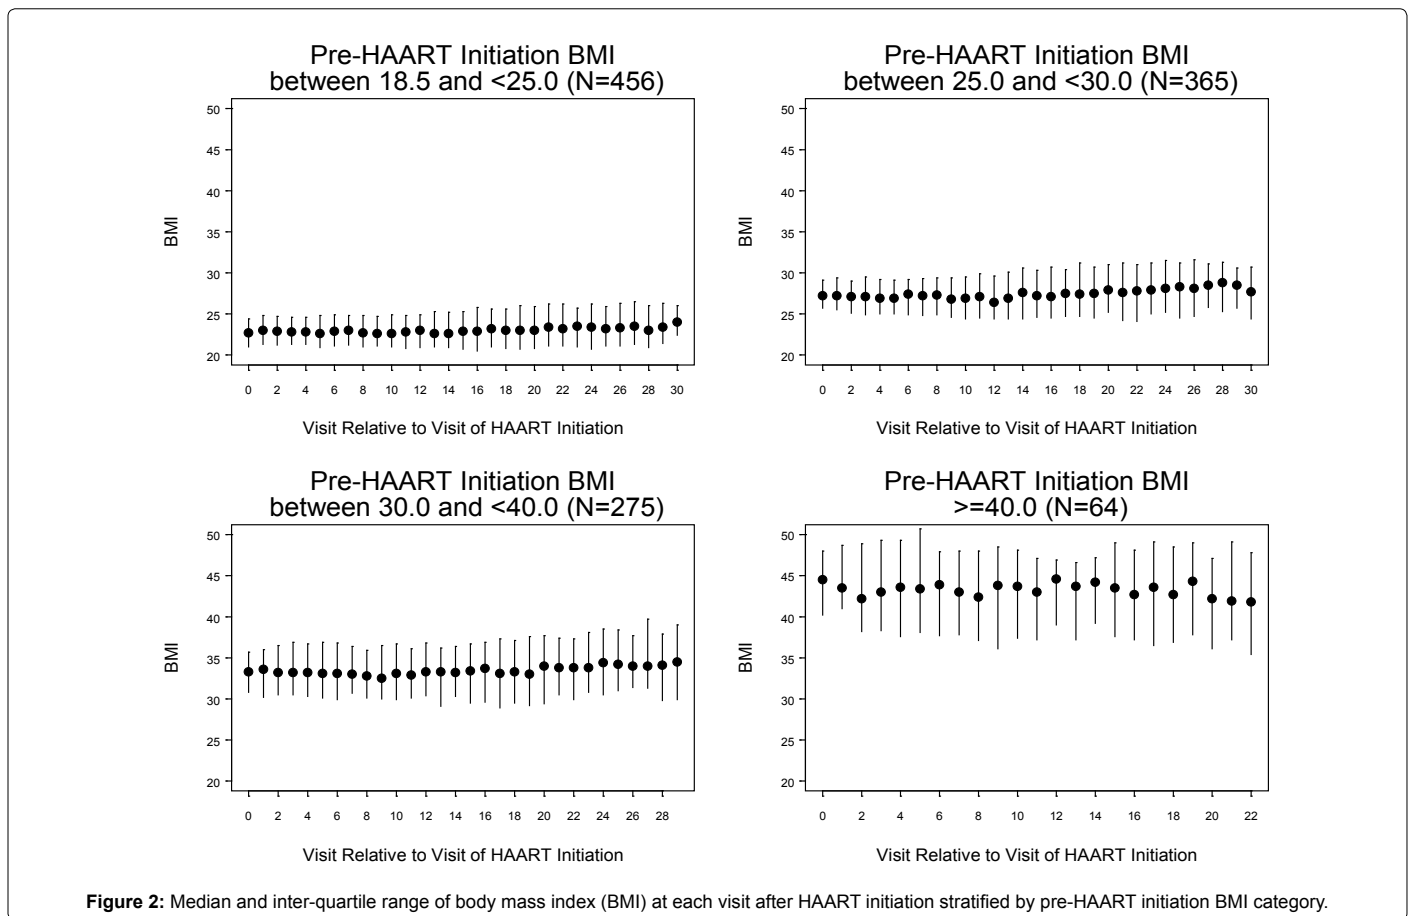 Pre-HAART Initiation BMI
between 18.5 and <25.0 (N=456)
50
45
40
35
30
25
20
BMI
0 2 4 6 8 10 12 14 16 18 20 22 24 26 28 30
Visit Relative to Visit of HAART Initiation
Pre-HAART Initiation BMI
between 25.0 and <30.0 (N=365)
50
45
40
35
30
25
20
BMI
0 2 4 6 8 10 12 14 16 18 20 22 24 26 28 30
Visit Relative to Visit of HAART Initiation
Pre-HAART Initiation BMI
between 30.0 and <40.0 (N=275)
50
45
40
35
30
25
20
BMI
0 2 4 6 8 10 12 14 16 18 20 22 24 26 28
Visit Relative to Visit of HAART Initiation
Pre-HAART Initiation BMI
>=40.0 (N=64)
50
45
40
35
30
25
20
BMI
0 2 4 6 8 10 12 14 16 18 20 22
Visit Relative to Visit of HAART Initiation
Figure 2: Median and inter-quartile range of body mass index (BMI) at each visit after HAART initiation stratified by pre-HAART initiation BMI category.